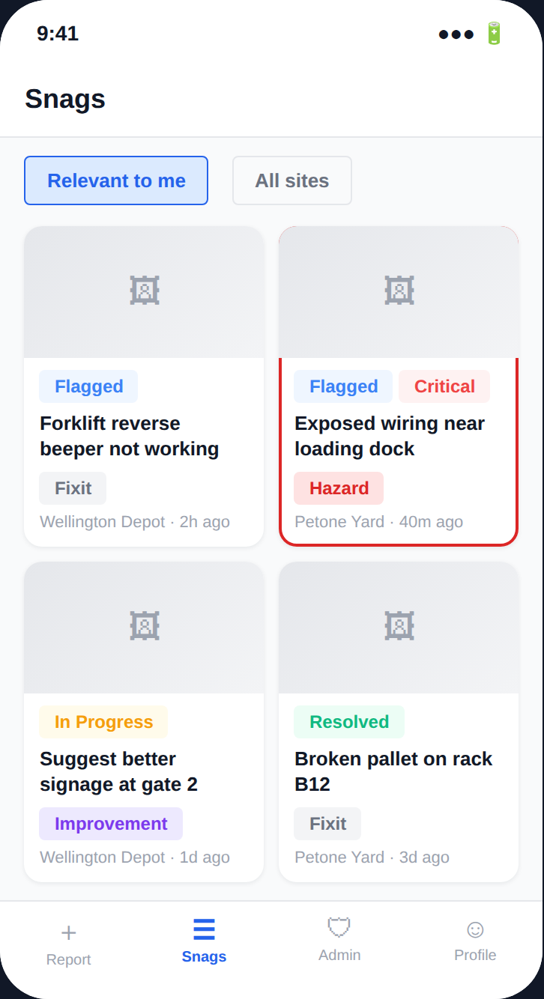 9:41
Snags
Relevant to me
All sites
Flagged
Forklift reverse
beeper not working
Fixit
Wellington Depot · 2h ago
Flagged Critical
Exposed wiring near
loading dock
Hazard
Petone Yard · 40m ago
In Progress
Suggest better
signage at gate 2
Improvement
Wellington Depot · 1d ago
Resolved
Broken pallet on rack
B12
Fixit
Petone Yard · 3d ago
Report
Snags
Admin
Profile